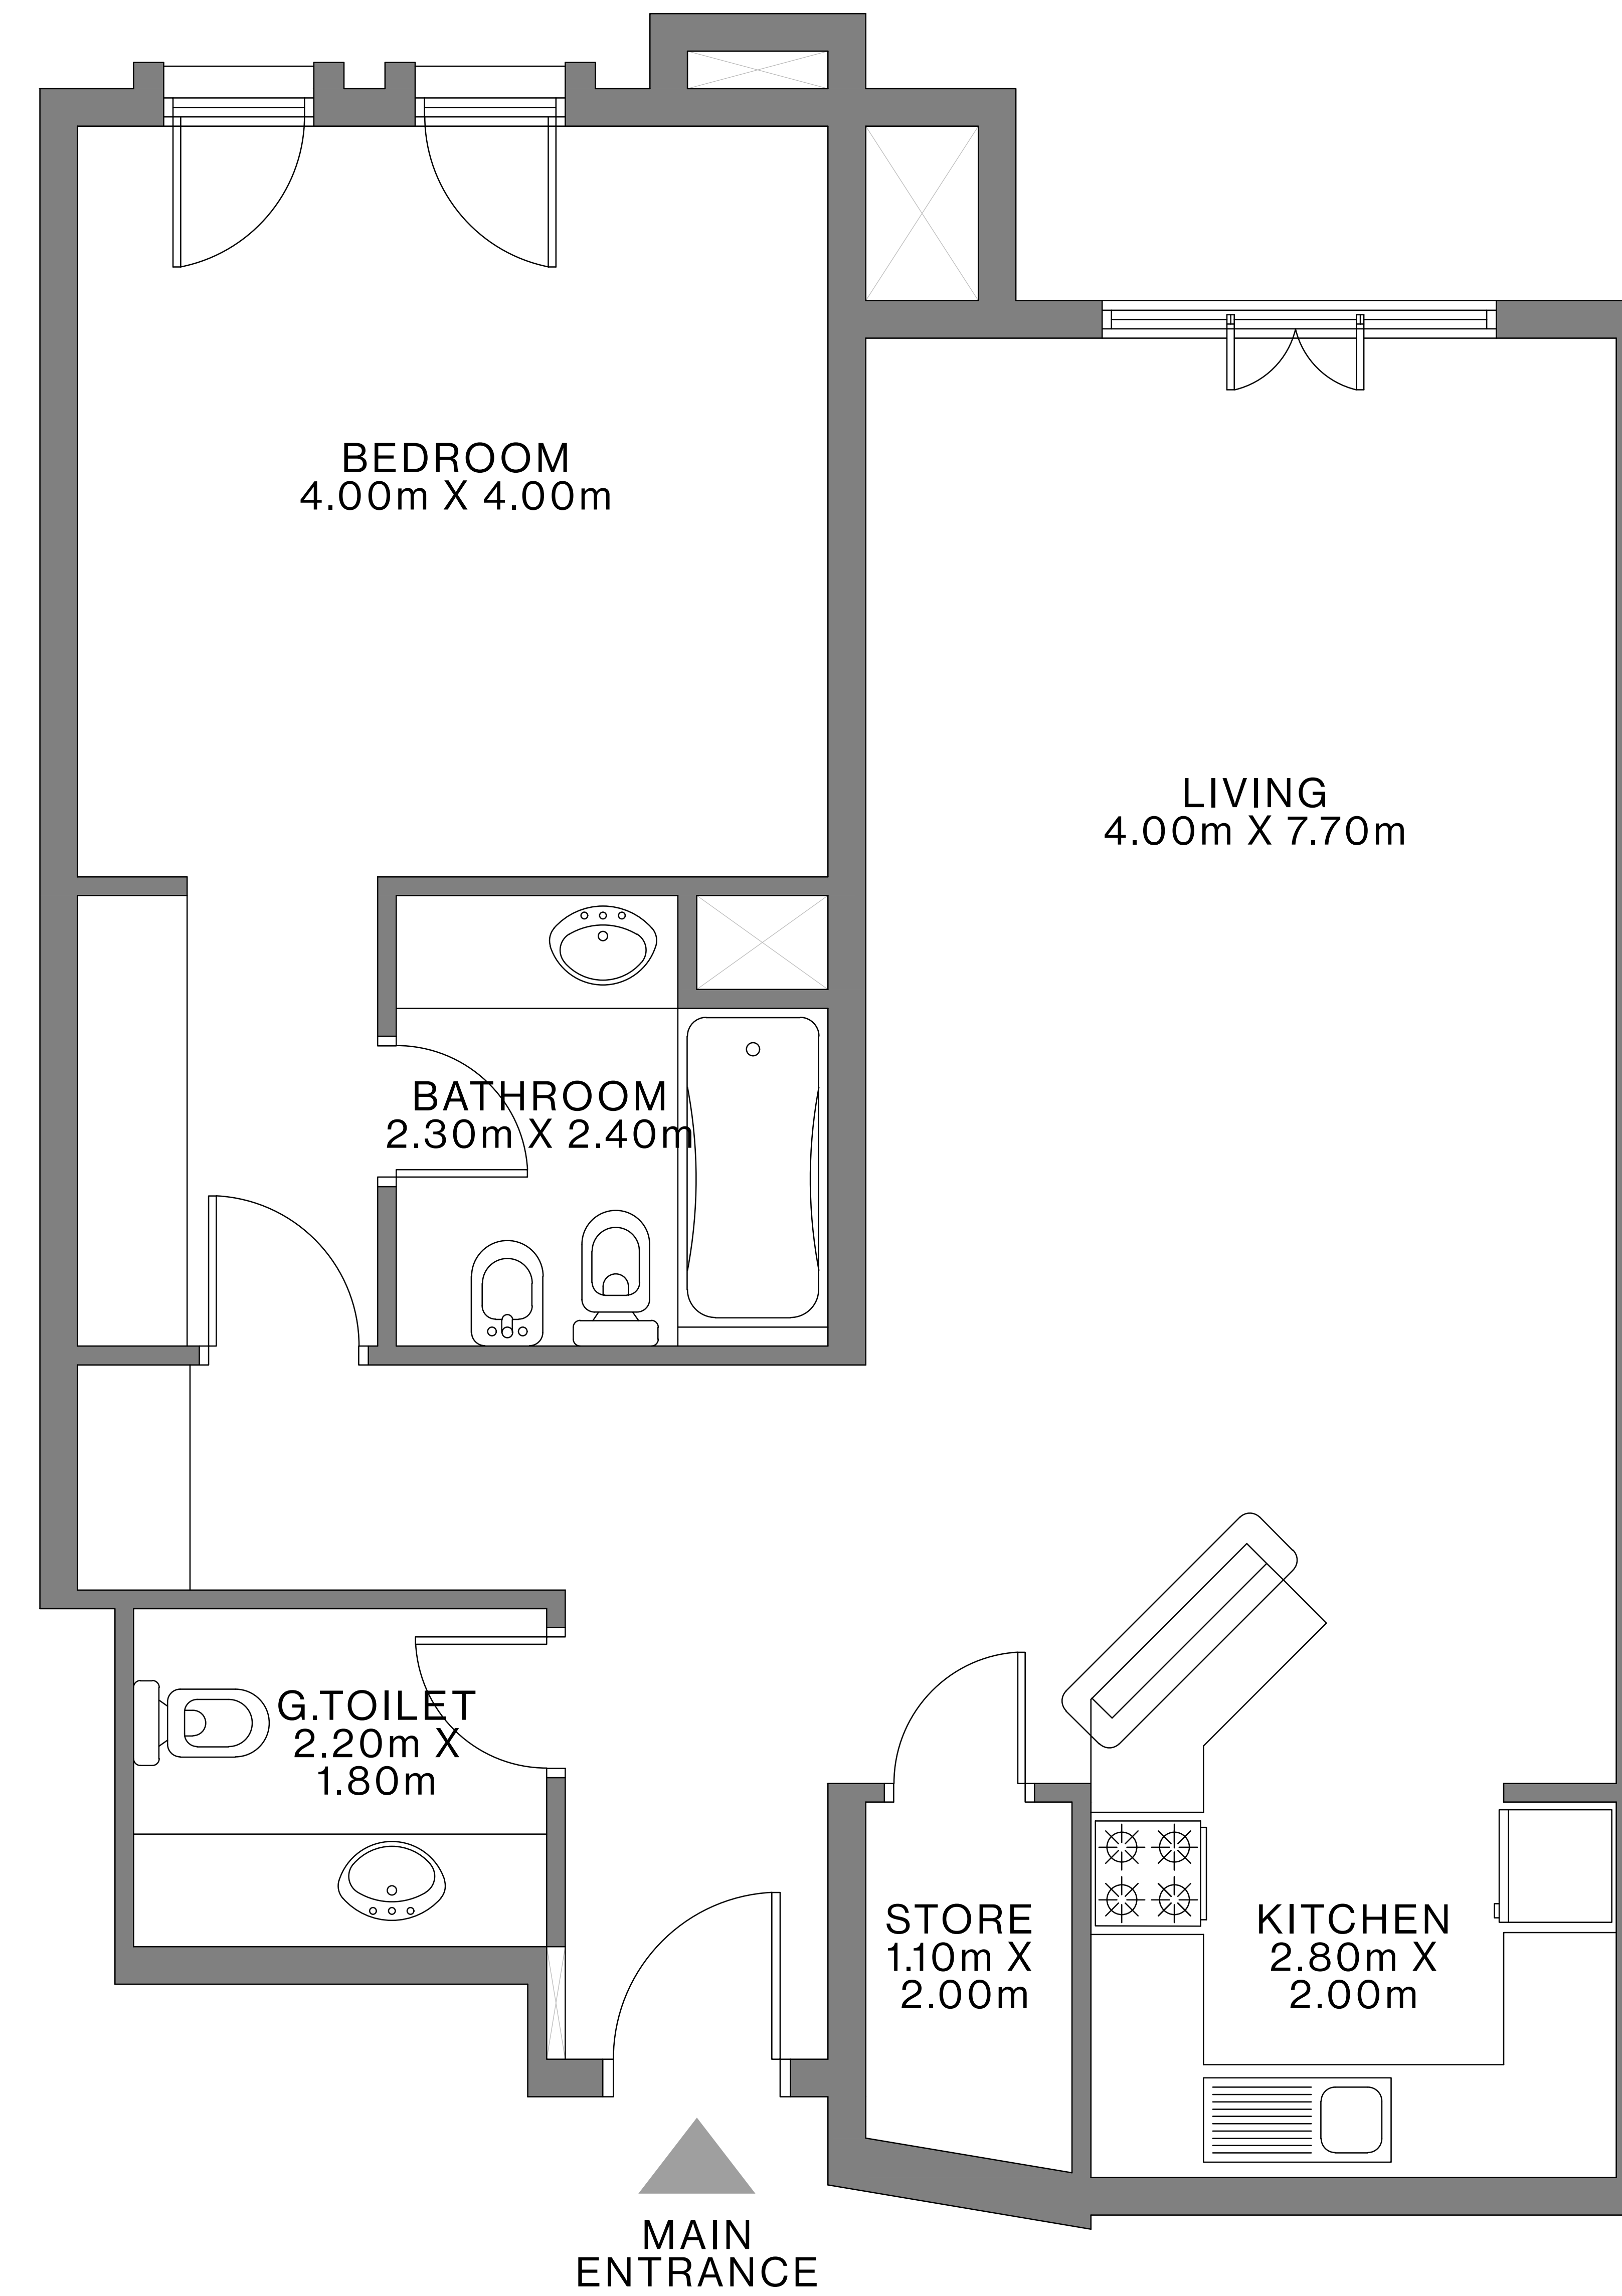 BEDROOM
4.00m X 4.00m
LIVING
4.00m X 7.70m
BATHROOM
2.30m X 2.40m
G.TOILET
2.20m X
1.80m
STORE
1.10m X
2.00m
KITCHEN
2.80m X
2.00m
MAIN
ENTRANCE